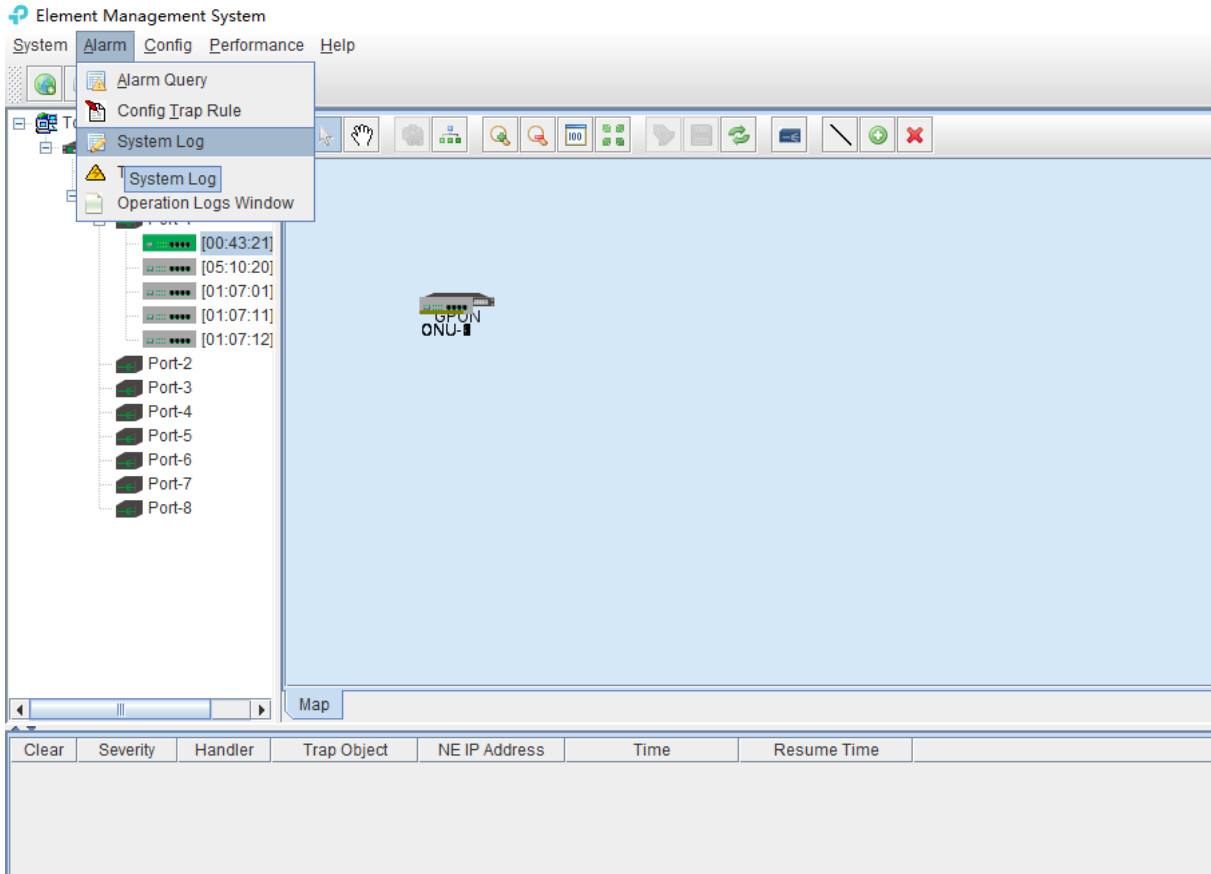 Element Management System
System Alarm Config Performance Help
Alarm Query
Config Trap Rule
System Log
System Log
Operation Logs Window
100
[00:43:21]
[05:10:20]
[01:07:01]
[01:07:11]
[01:07:12]
Port-2
Port-3
Port-4
Port-5
Port-6
Port-7
Port-8
GPON
Map
Clear Severity Handler Trap Object NE IP Address Time Resume Time